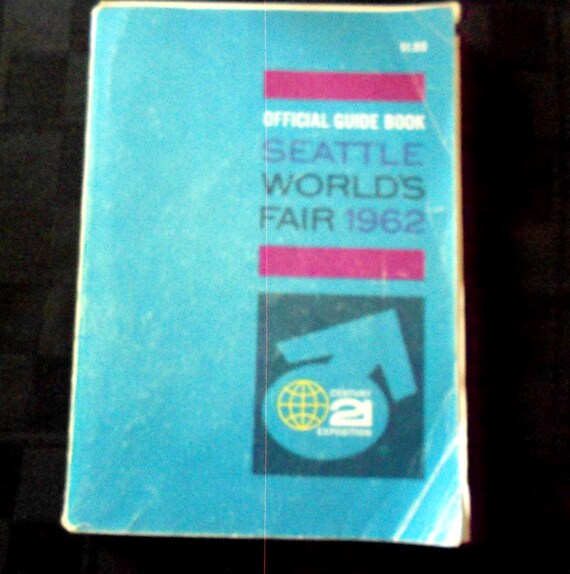 $1.00
OFFICIAL GUIDE BOOK
SEATTLE
WORLD'S
FAIR 1962
CENTURY
21
EXPOSITION